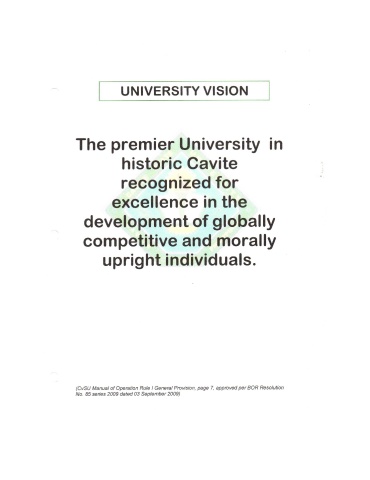 UNIVERSITY VISION
The premier University in
historic Cavite
recognized for
excellence in the
development of globally
competitive and morally
upright individuals.
(CvSU Manual of Operation Rule I General Provision, page 7, approved per BOR Resolution
No. 85 series 2009 dated 03 September 2009)